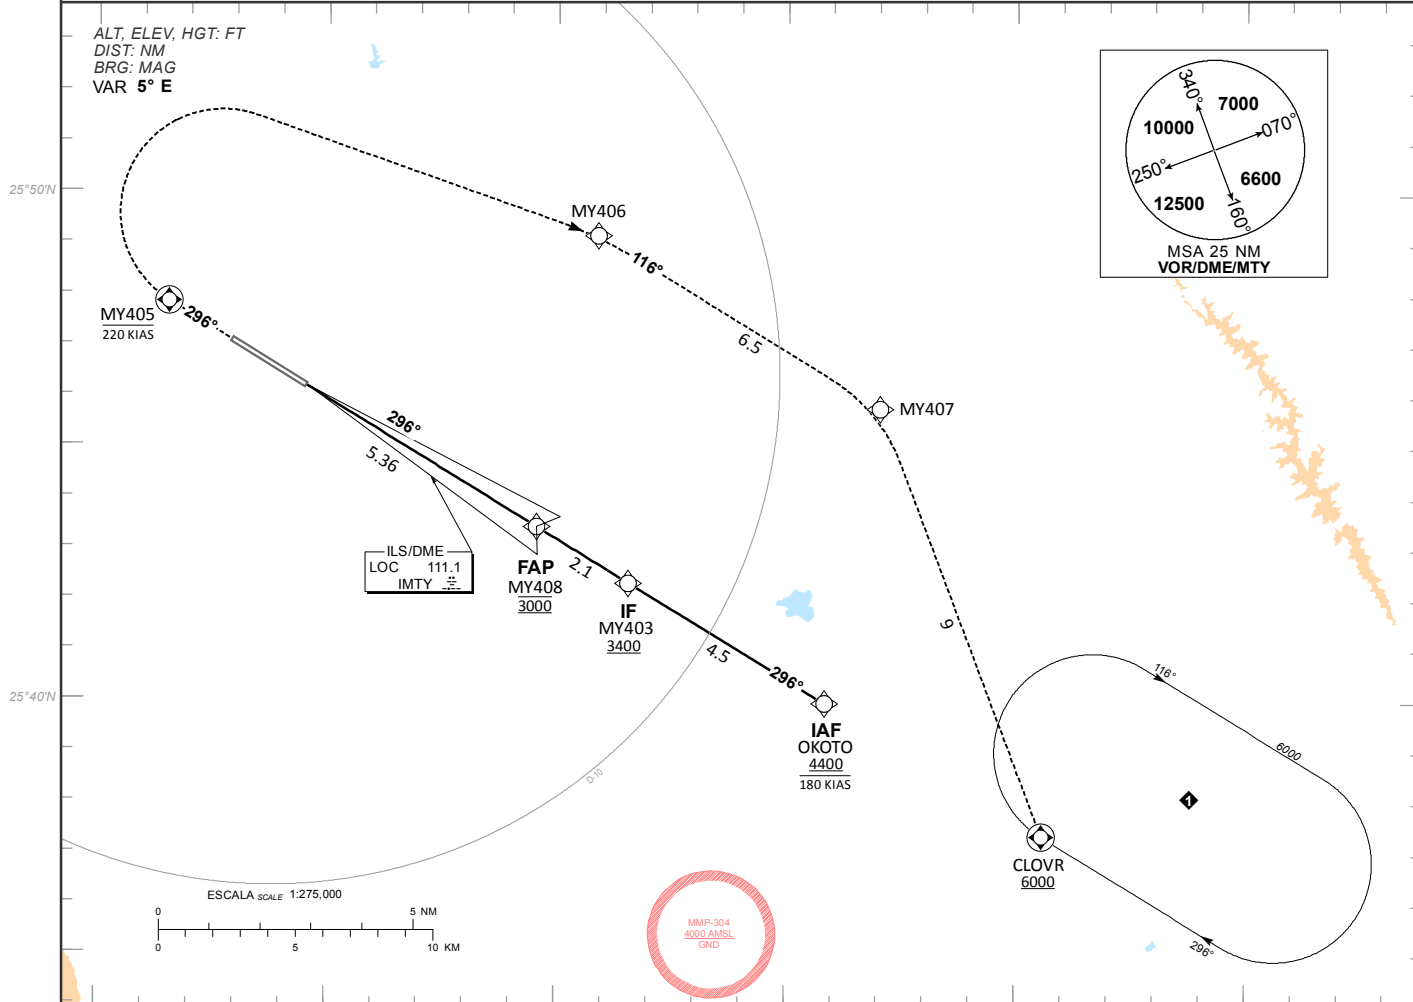 ALT, ELEV, HGT: FT
DIST: NM
BRG: MAG
VAR 5° E
340°
7000
10000
070°
250°
6600
12500
160°
MSA 25 NM
VOR/DME/MTY
25°50'N
MY406
116°
MY405
220 KIAS
296°
6.5
MY407
296°
5.36
ILS/DME
LOC 111.1
IMTY
FAP
MY408
3000
2.1
IF
MY403
3400
4.5
296°
9
25°40'N
116°
6000
IAF
OKOTO
4400
180 KIAS
D-10
1
CLOVR
6000
296°
ESCALA SCALE 1:275,000
0 5 NM
0 5 10 KM
MMP-304
4000 AMSL
GND